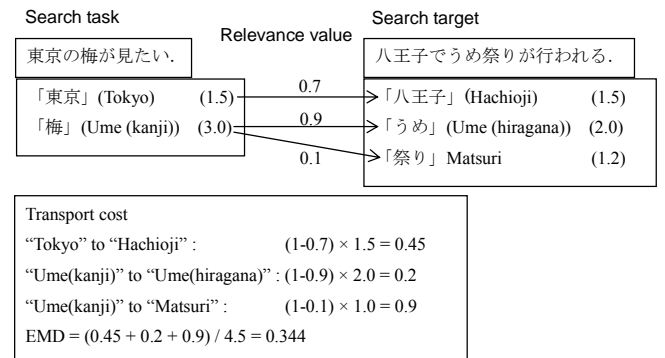 Search task
Relevance value
Search target
東京の梅が見たい．
八王子でうめ祭りが行われる．
「東京」(Tokyo) (1.5) 0.7 「八王子」(Hachioji) (1.5)
「梅」(Ume (kanji)) (3.0) 0.9 「うめ」(Ume (hiragana)) (2.0)
0.1 「祭り」Matsuri (1.2)
Transport cost
“Tokyo” to “Hachioji” : (1-0.7) × 1.5 = 0.45
“Ume(kanji)” to “Ume(hiragana)” : (1-0.9) × 2.0 = 0.2
“Ume(kanji)” to “Matsuri” : (1-0.1) × 1.0 = 0.9
EMD = (0.45 + 0.2 + 0.9) / 4.5 = 0.344